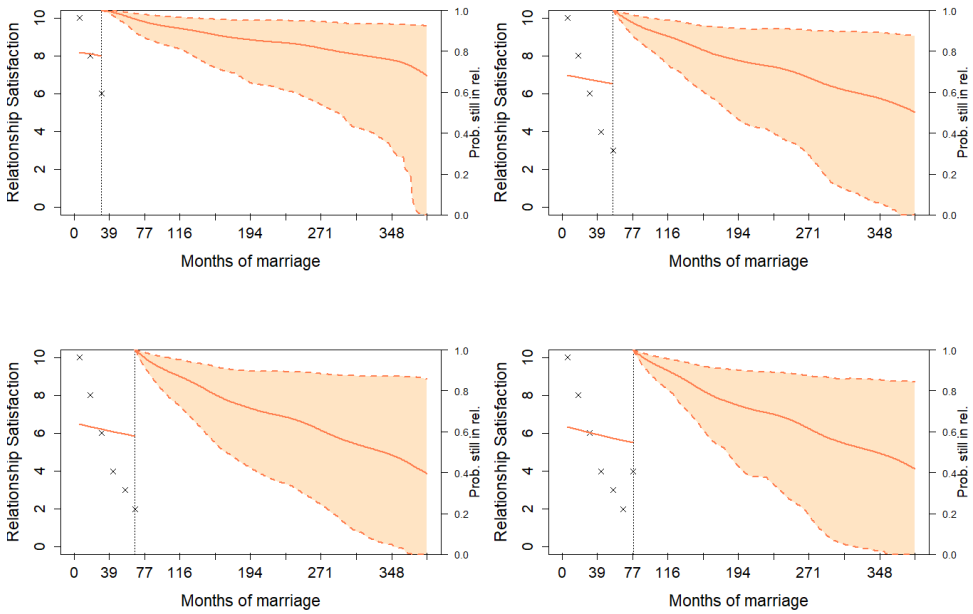 Relationship Satisfaction
0 2 4 6 8 10
0 39 77 116 194 271 348
Months of marriage
0.0 0.2 0.4 0.6 0.8 1.0
Prob. still in rel.
Relationship Satisfaction
0 2 4 6 8 10
0 39 77 116 194 271 348
Months of marriage
0.0 0.2 0.4 0.6 0.8 1.0
Prob. still in rel.
Relationship Satisfaction
0 2 4 6 8 10
0 39 77 116 194 271 348
Months of marriage
0.0 0.2 0.4 0.6 0.8 1.0
Prob. still in rel.
Relationship Satisfaction
0 2 4 6 8 10
0 39 77 116 194 271 348
Months of marriage
0.0 0.2 0.4 0.6 0.8 1.0
Prob. still in rel.